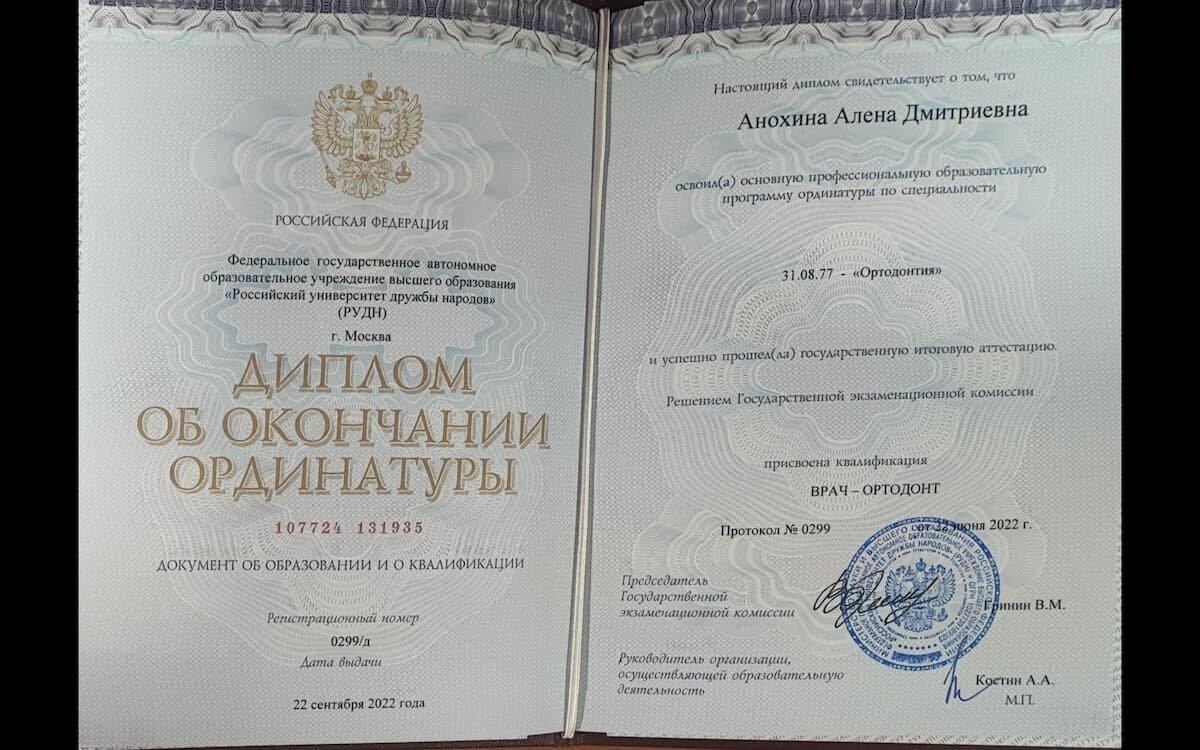 РОССИЙСКАЯ ФЕДЕРАЦИЯ
Федеральное государственное автономное
образовательное учреждение высшего образования
«Российский университет дружбы народов»
(РУДН)
г. Москва
ДИПЛОМ
ОБ ОКОНЧАНИИ
ОРДИНАТУРЫ
107724 131935
ДОКУМЕНТ ОБ ОБРАЗОВАНИИ И О КВАЛИФИКАЦИИ
Регистрационный номер
0299/д
Дата выдачи
22 сентября 2022 года
Настоящий диплом свидетельствует о том, что
Анохина Алена Дмитриевна
освоил(а) основную профессиональную образовательную
программу ординатуры по специальности
31.08.77 - «Ортодонтия»
и успешно прошел(ла) государственную итоговую аттестацию.
Решением Государственной экзаменационной комиссии
присвоена квалификация
ВРАЧ – ОРТОДОНТ
Протокол № 0299 от 22 июня 2022 г.
Председатель
Государственной
экзаменационной комиссии
Гринин В.М.
Руководитель организации,
осуществляющей образовательную
деятельность
Костин А.А.
М.П.